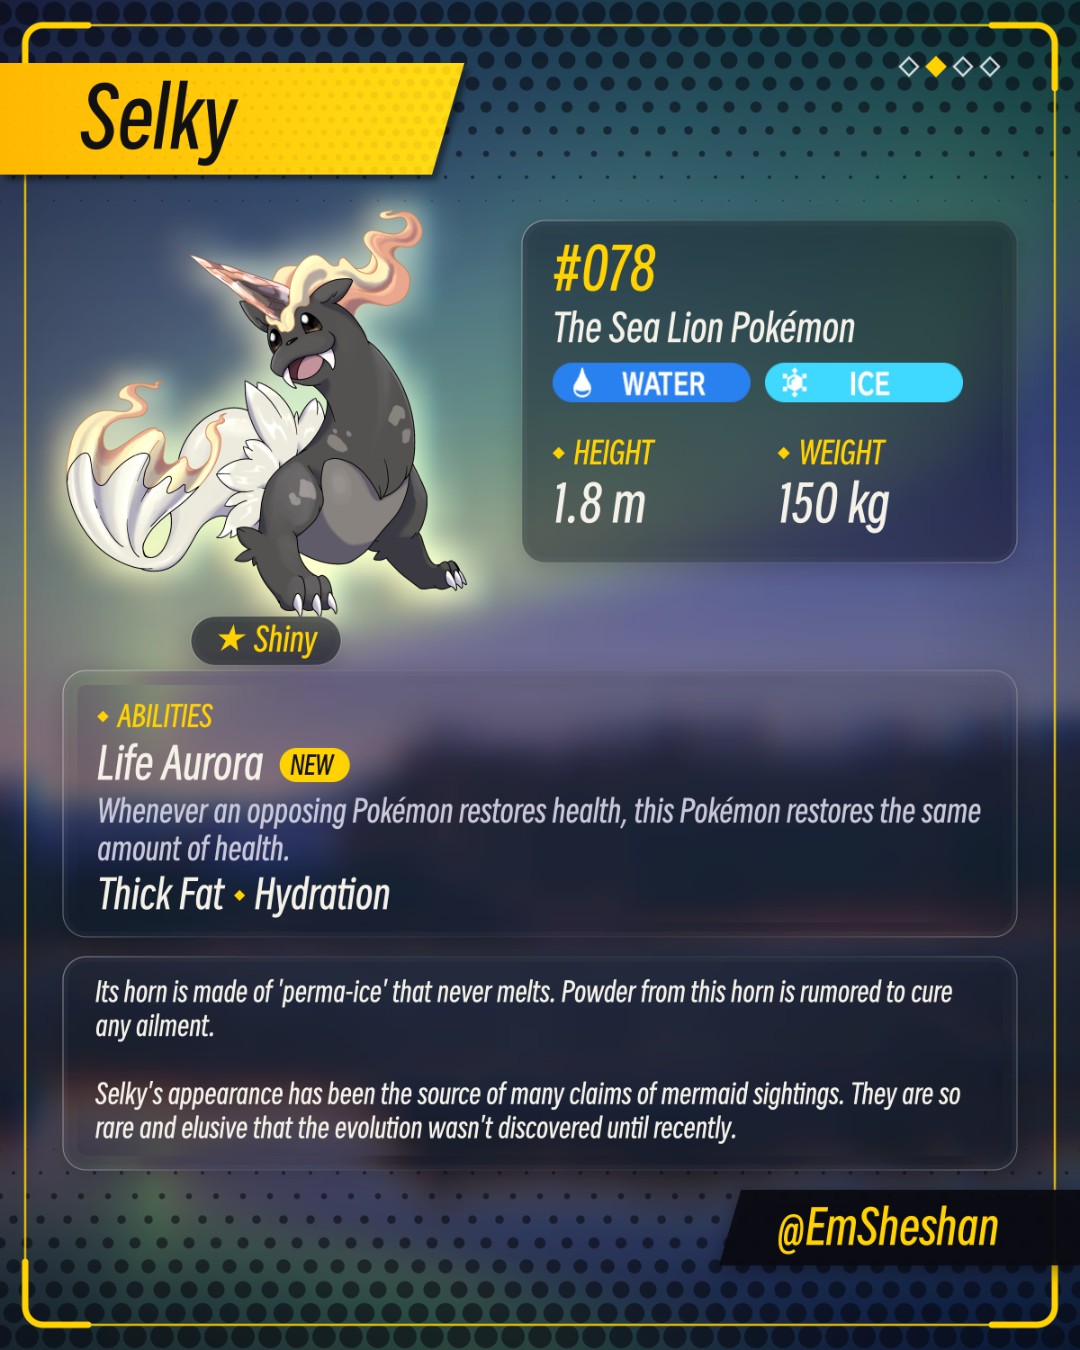 Selky
#078
The Sea Lion Pokémon
WATER ICE
HEIGHT WEIGHT
1.8 m 150 kg
★ Shiny
ABILITIES
Life Aurora NEW
Whenever an opposing Pokémon restores health, this Pokémon restores the same
amount of health.
Thick Fat • Hydration
Its horn is made of 'perma-ice' that never melts. Powder from this horn is rumored to cure
any ailment.
Selky's appearance has been the source of many claims of mermaid sightings. They are so
rare and elusive that the evolution wasn't discovered until recently.
@EmSheshan